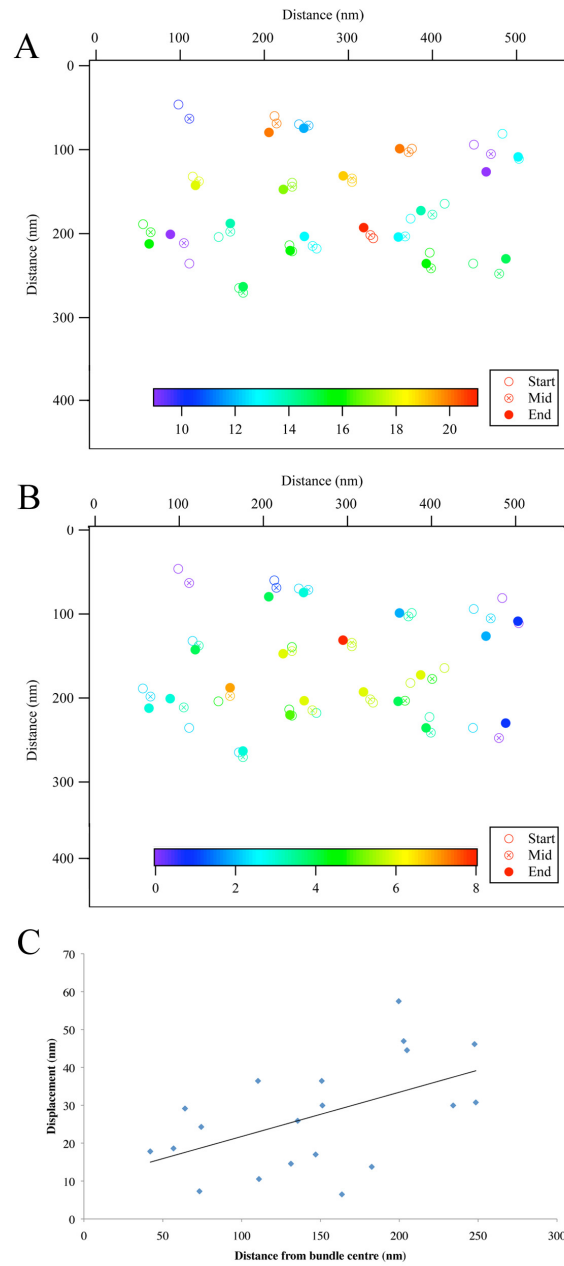 A
Distance (nm)
0 100 200 300 400 500
Distance (nm)
0
100
200
300
400
10 12 14 16 18 20
Start
Mid
End
B
Distance (nm)
0 100 200 300 400 500
Distance (nm)
0
100
200
300
400
0 2 4 6 8
Start
Mid
End
C
Displacement (nm)
70
60
50
40
30
20
10
0
0 50 100 150 200 250 300
Distance from bundle centre (nm)